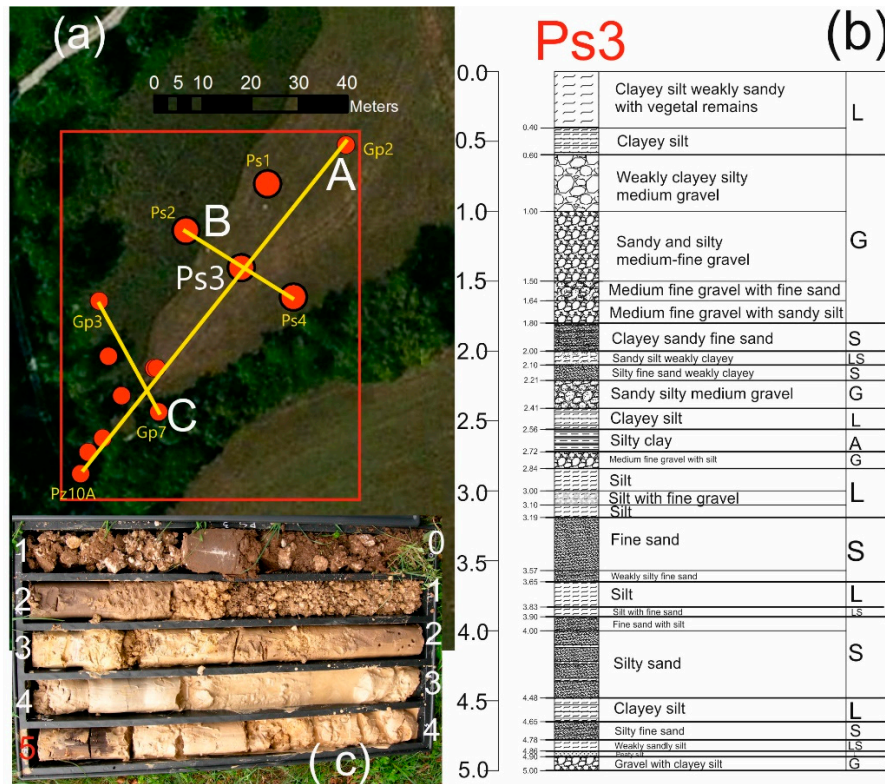 (a)
0 5 10 20 30 40
Meters
Gp2
A
Ps1
Ps2
B
Ps3
Ps4
Gp3
C
Gp7
Pz10A
1 0
2 1
3 2
4 3
5 4
(c)
Ps3
(b)
0.0
0.5
1.0
1.5
2.0
2.5
3.0
3.5
4.0
4.5
5.0
Clayey silt weakly sandy
with vegetal remains
L
0.40
Clayey silt
0.60
Weakly clayey silty
medium gravel
1.00
G
Sandy and silty
medium-fine gravel
1.50
Medium fine gravel with fine sand
1.64
Medium fine gravel with sandy silt
1.80
Clayey sandy fine sand
S
2.00
Sandy silt weakly clayey
LS
2.10
Silty fine sand weakly clayey
S
2.21
Sandy silty medium gravel
G
2.41
Clayey silt
L
2.56
Silty clay
A
2.72
Medium fine gravel with silt
G
2.84
Silt
3.00
L
Silt with fine gravel
3.10
Silt
3.19
Fine sand
S
3.57
Weakly silty fine sand
3.65
Silt
L
3.83
Silt with fine sand
LS
3.90
Fine sand with silt
4.00
S
Silty sand
4.48
Clayey silt
L
4.65
Silty fine sand
S
4.78
Weakly sandly silt
LS
4.86
Peaty silt
4.90
Gravel with clayey silt
G
5.00